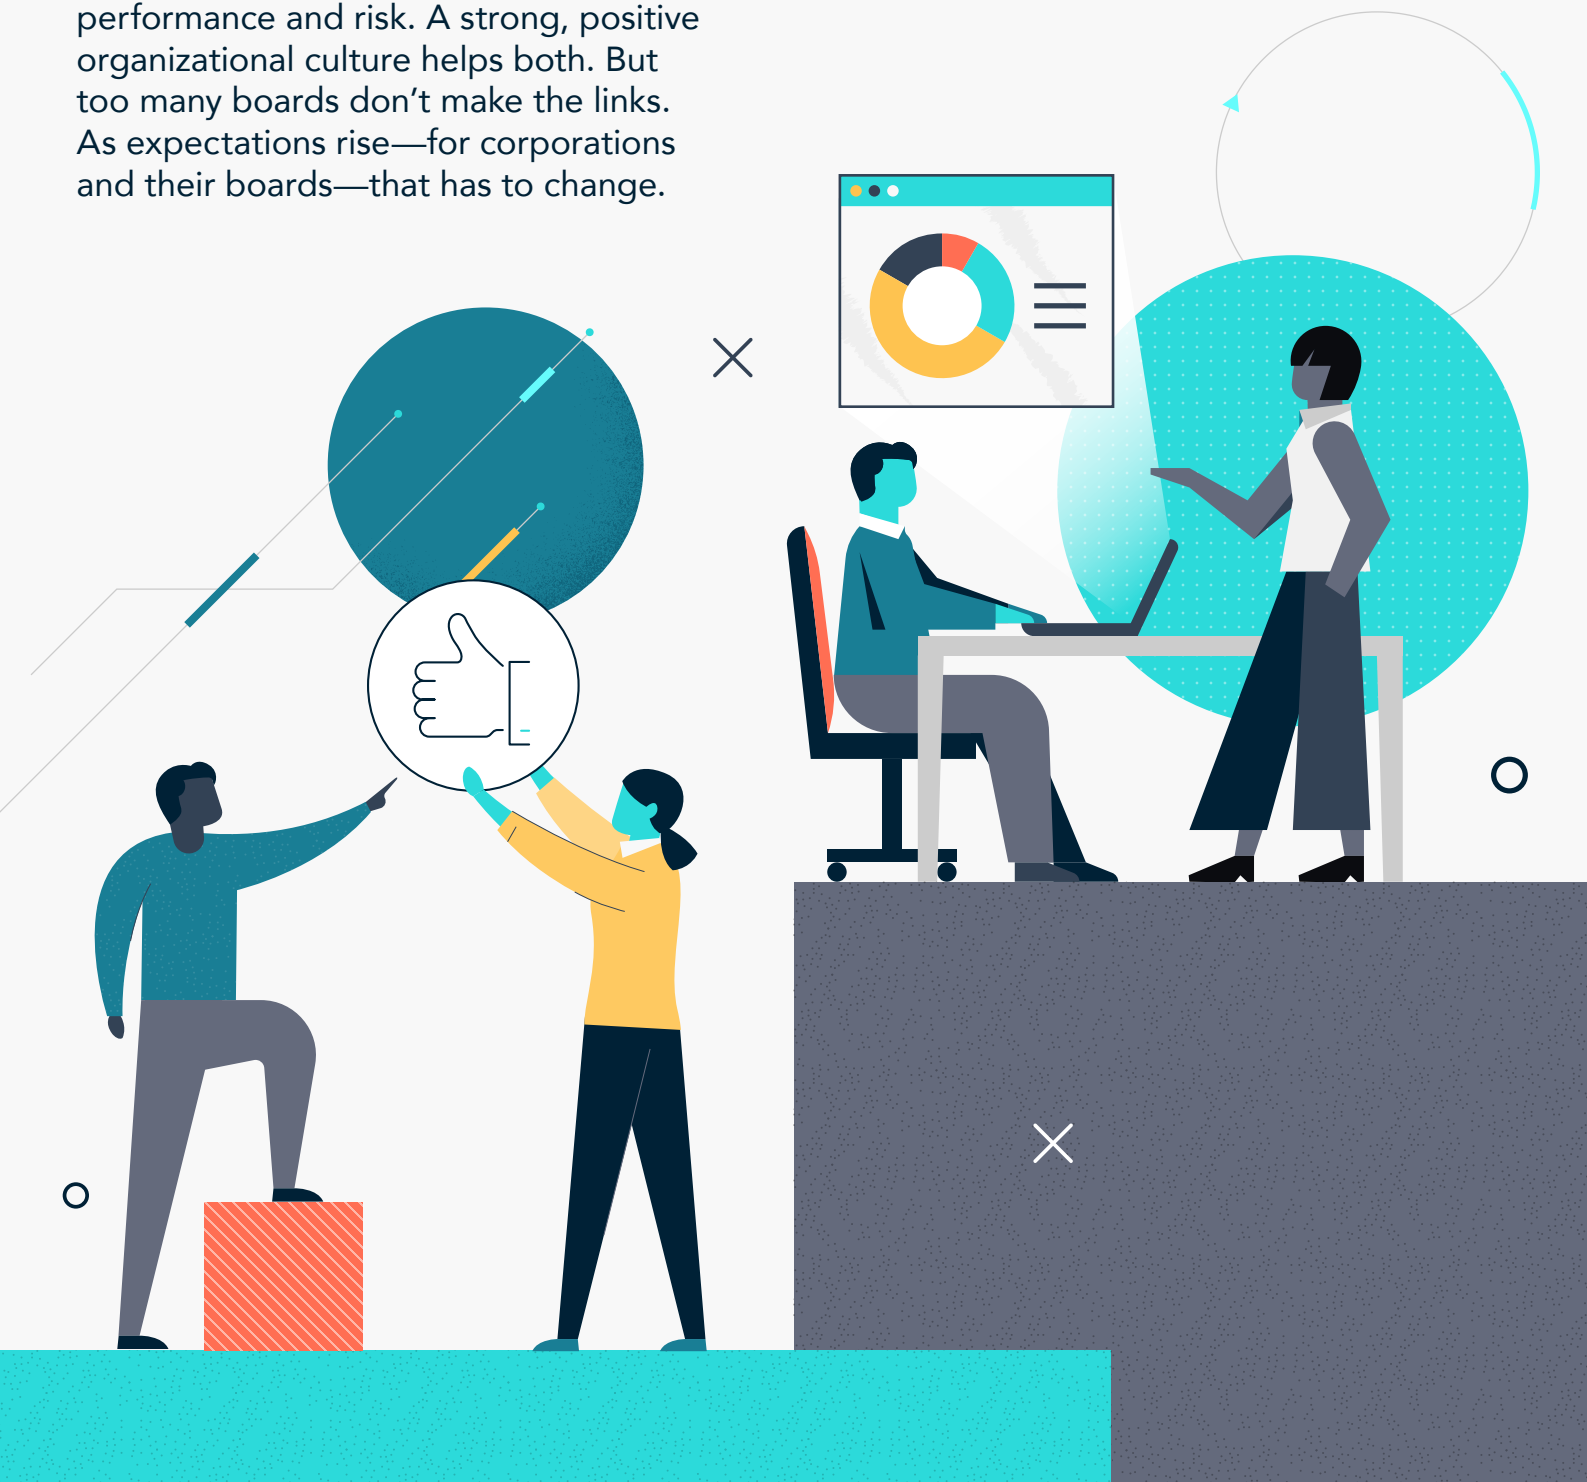 performance and risk. A strong, positive
organizational culture helps both. But
too many boards don’t make the links.
As expectations rise—for corporations
and their boards—that has to change.